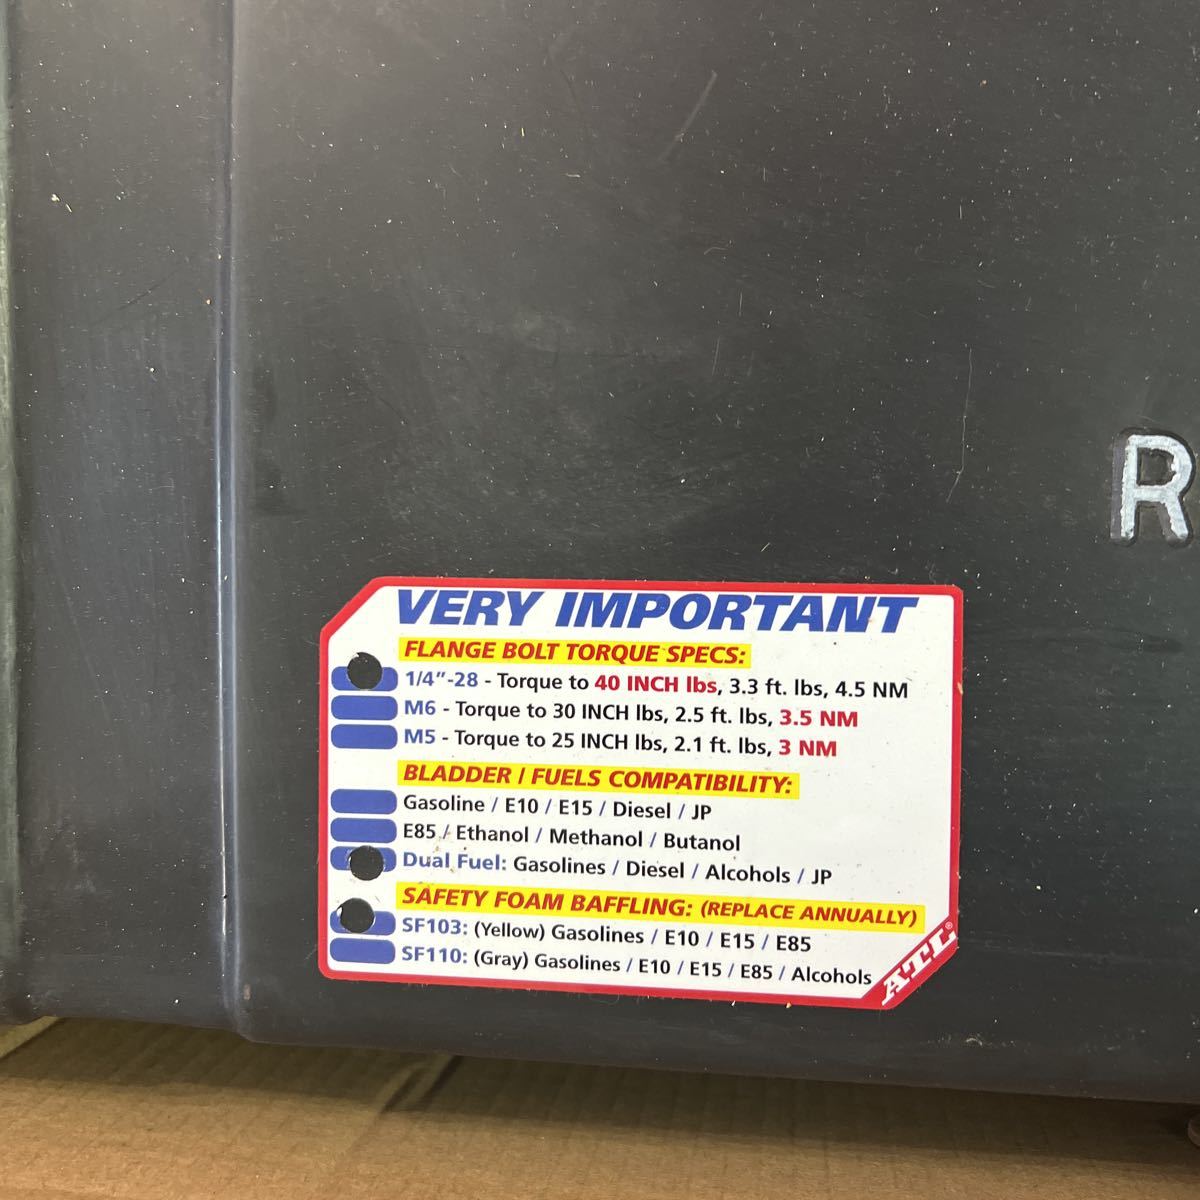 R
VERY IMPORTANT
FLANGE BOLT TORQUE SPECS:
1/4"-28 - Torque to 40 INCH lbs, 3.3 ft. lbs, 4.5 NM
M6 - Torque to 30 INCH lbs, 2.5 ft. lbs, 3.5 NM
M5 - Torque to 25 INCH lbs, 2.1 ft. lbs, 3 NM
BLADDER / FUELS COMPATIBILITY:
Gasoline / E10 / E15 / Diesel / JP
E85 / Ethanol / Methanol / Butanol
Dual Fuel: Gasolines / Diesel / Alcohols / JP
SAFETY FOAM BAFFLING: (REPLACE ANNUALLY)
SF103: (Yellow) Gasolines / E10 / E15 / E85
SF110: (Gray) Gasolines / E10 / E15 / E85 / Alcohols
ATL®